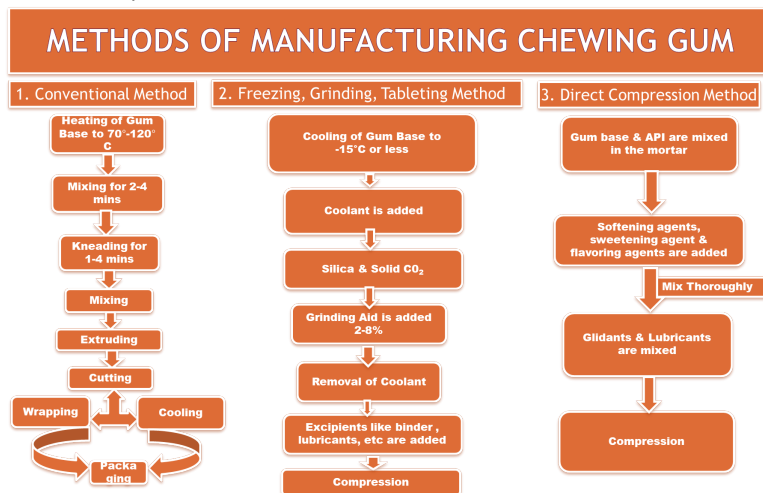 METHODS OF MANUFACTURING CHEWING GUM
1. Conventional Method
Heating of Gum
Base to 70°-120°
C
Mixing for 2-4
mins
Kneading for
1-4 mins
Mixing
Extruding
Cutting
Wrapping
Cooling
Packa
ging
2. Freezing, Grinding, Tableting Method
Cooling of Gum Base to
-15°C or less
Coolant is added
Silica & Solid C0₂
Grinding Aid is added
2-8%
Removal of Coolant
Excipients like binder ,
lubricants, etc are added
Compression
3. Direct Compression Method
Gum base & API are mixed
in the mortar
Softening agents,
sweetening agent &
flavoring agents are added
Mix Thoroughly
Glidants & Lubricants
are mixed
Compression